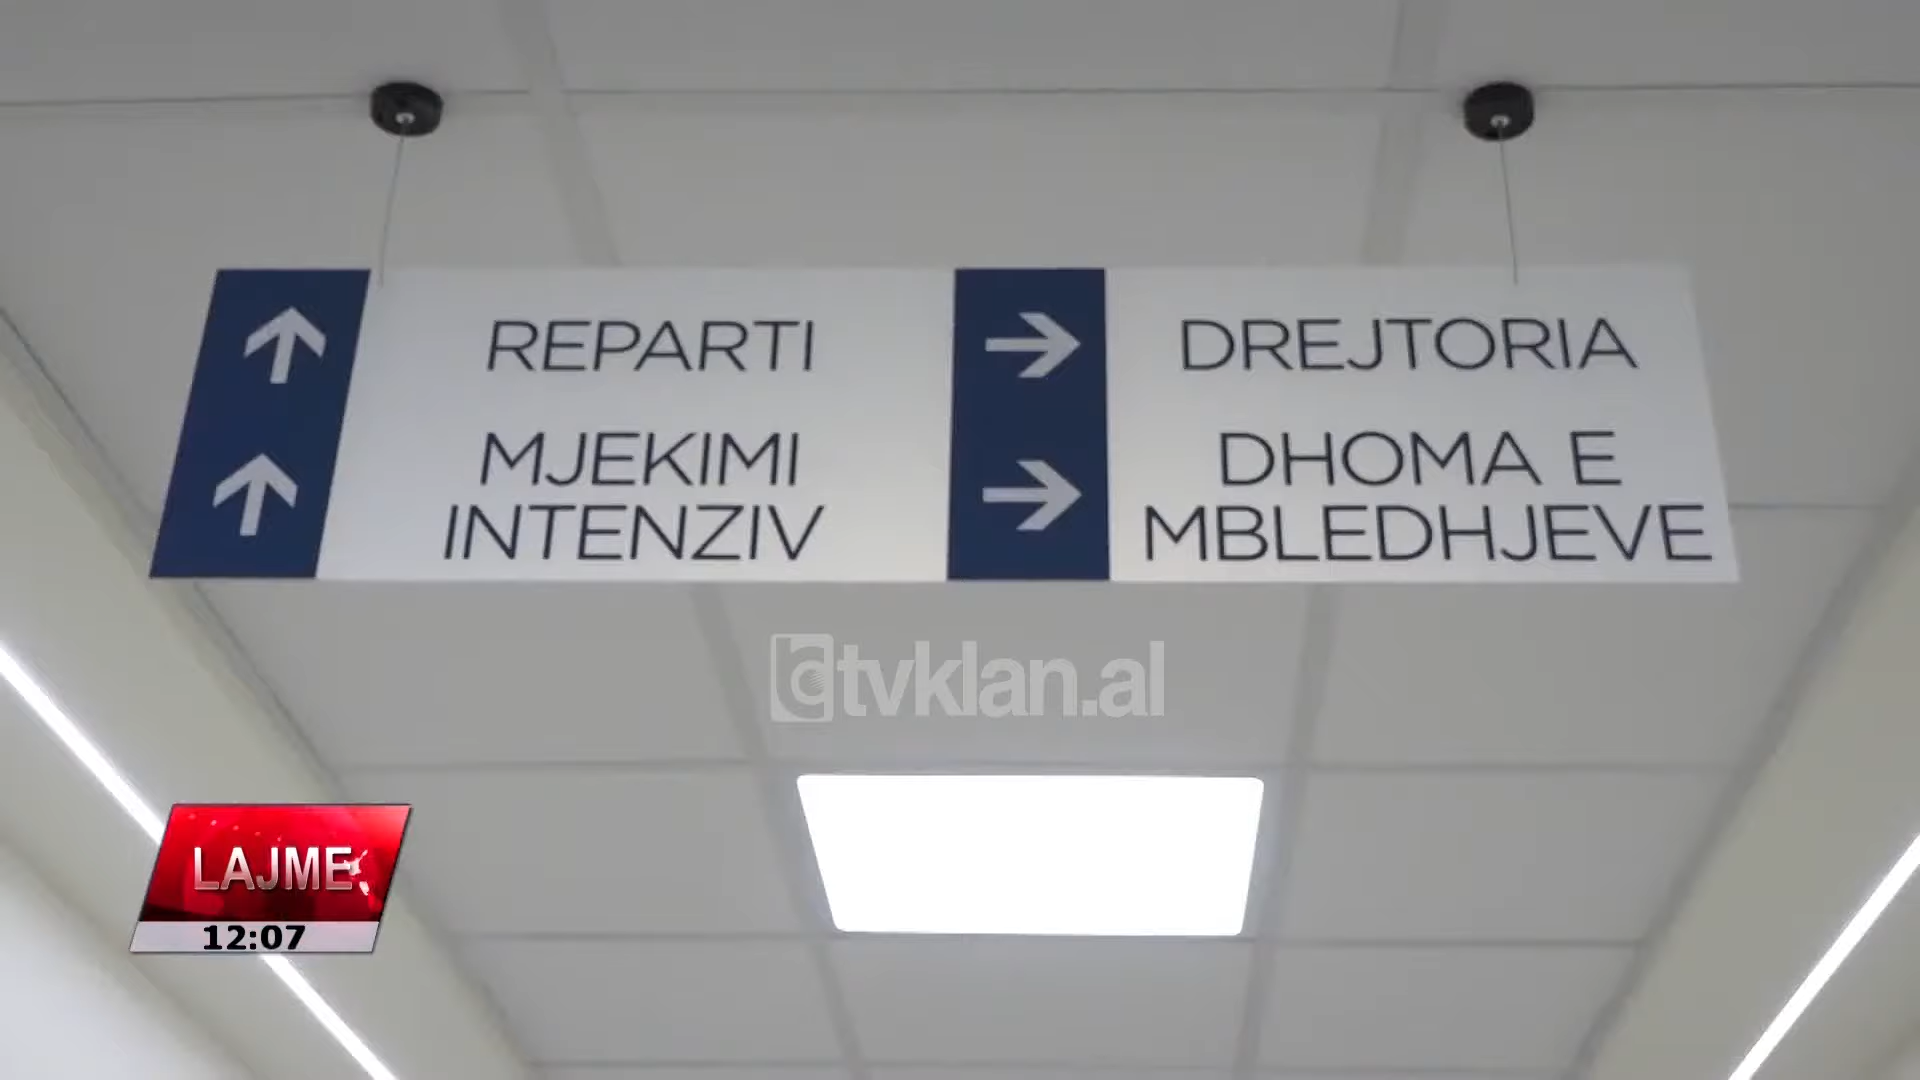 REPARTI
MJEKIMI
INTENZIV
DREJTORIA
DHOMA E
MBLEDHJEVE
tvklan.al
LAJME
12:07